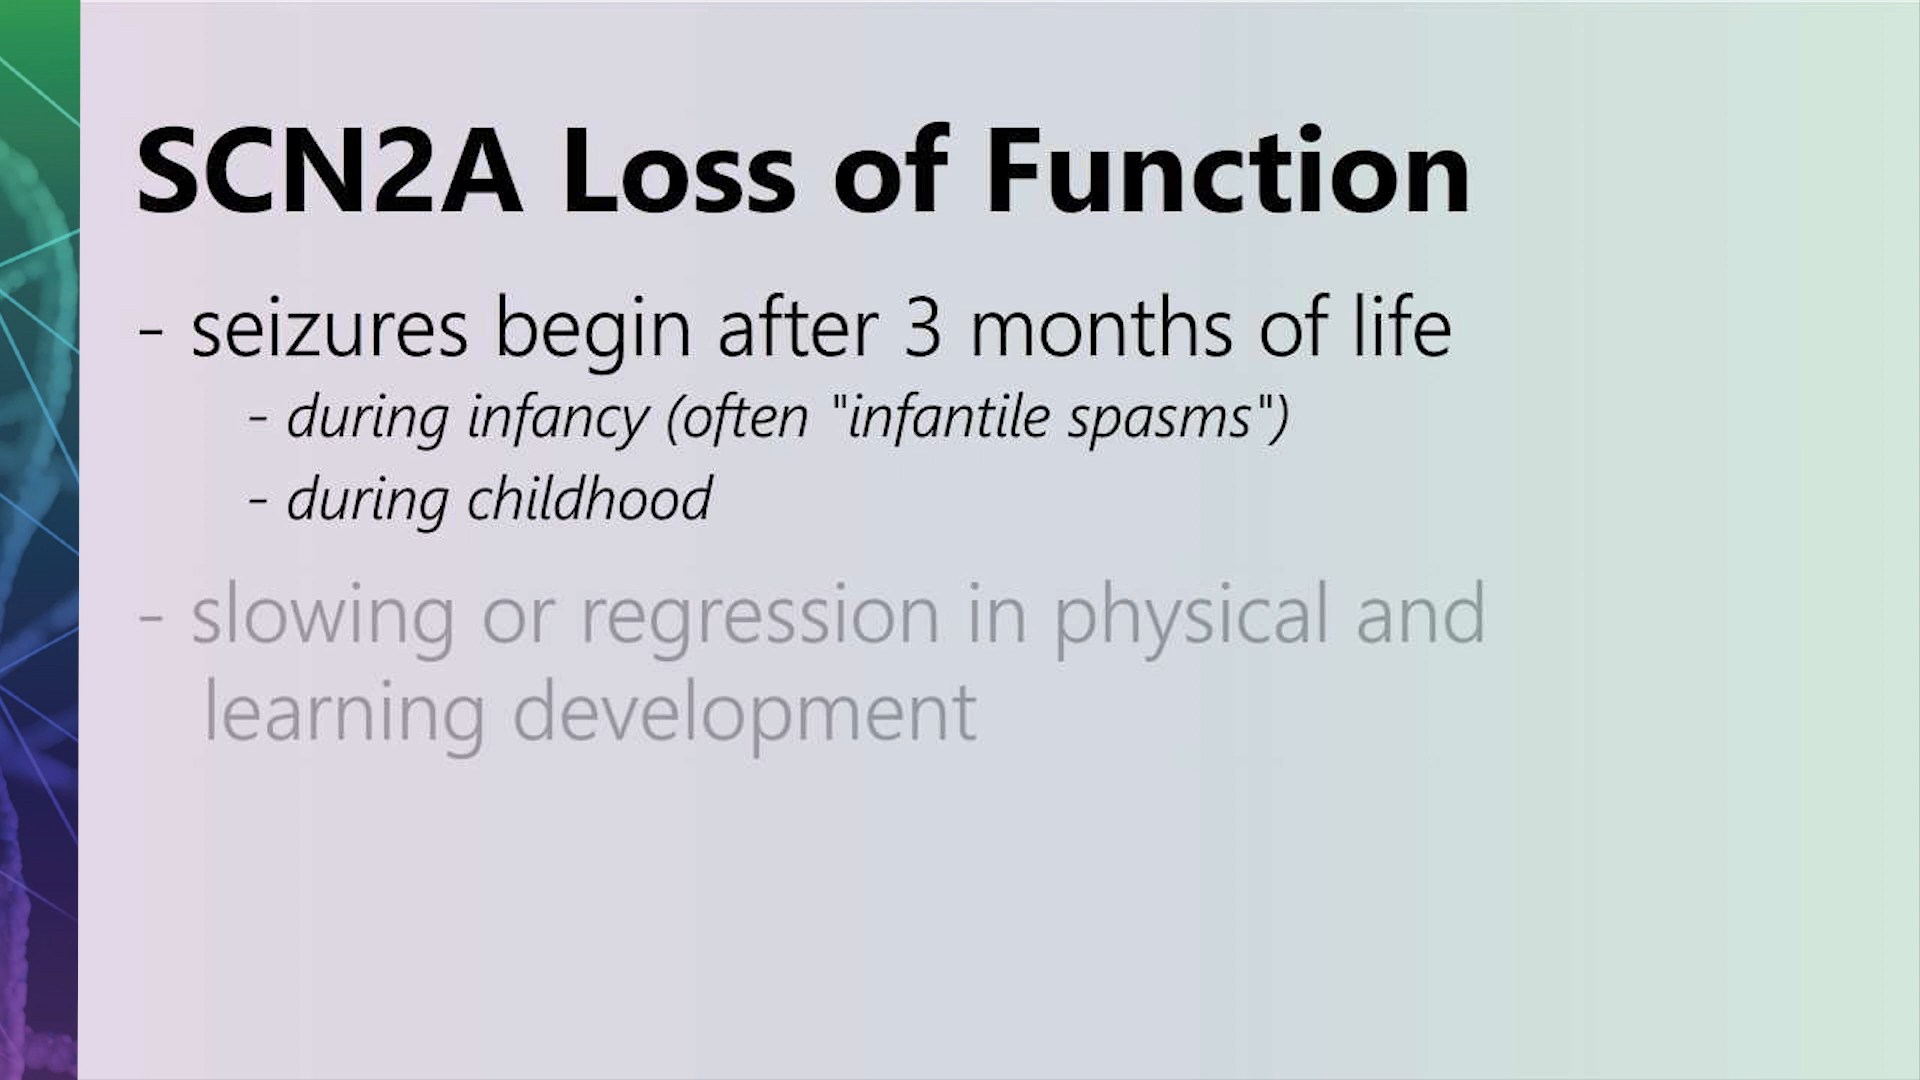 SCN2A Loss of Function
- seizures begin after 3 months of life
- during infancy (often "infantile spasms")
- during childhood
- slowing or regression in physical and
learning development